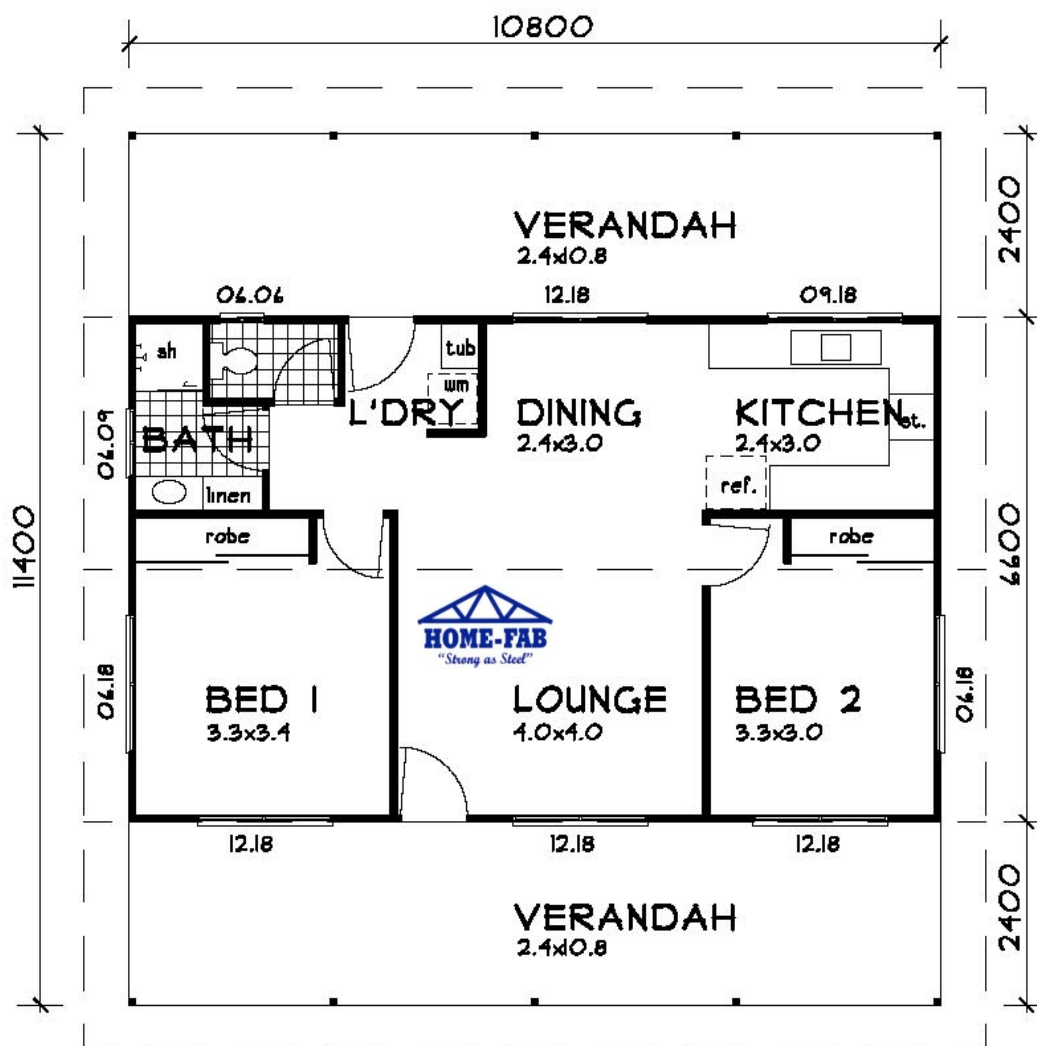 10800
VERANDAH
2.4x10.8
2400
06.06
12.18
09.18
sh
tub
wm
L'DRY
DINING
2.4x3.0
KITCHEN
2.4x3.0
st.
06.09
BATH
linen
ref.
11400
6600
robe
robe
HOME-FAB
"Strong as Steel"
06.18
BED 1
3.3x3.4
LOUNGE
4.0x4.0
BED 2
3.3x3.0
06.18
12.18
12.18
12.18
VERANDAH
2.4x10.8
2400